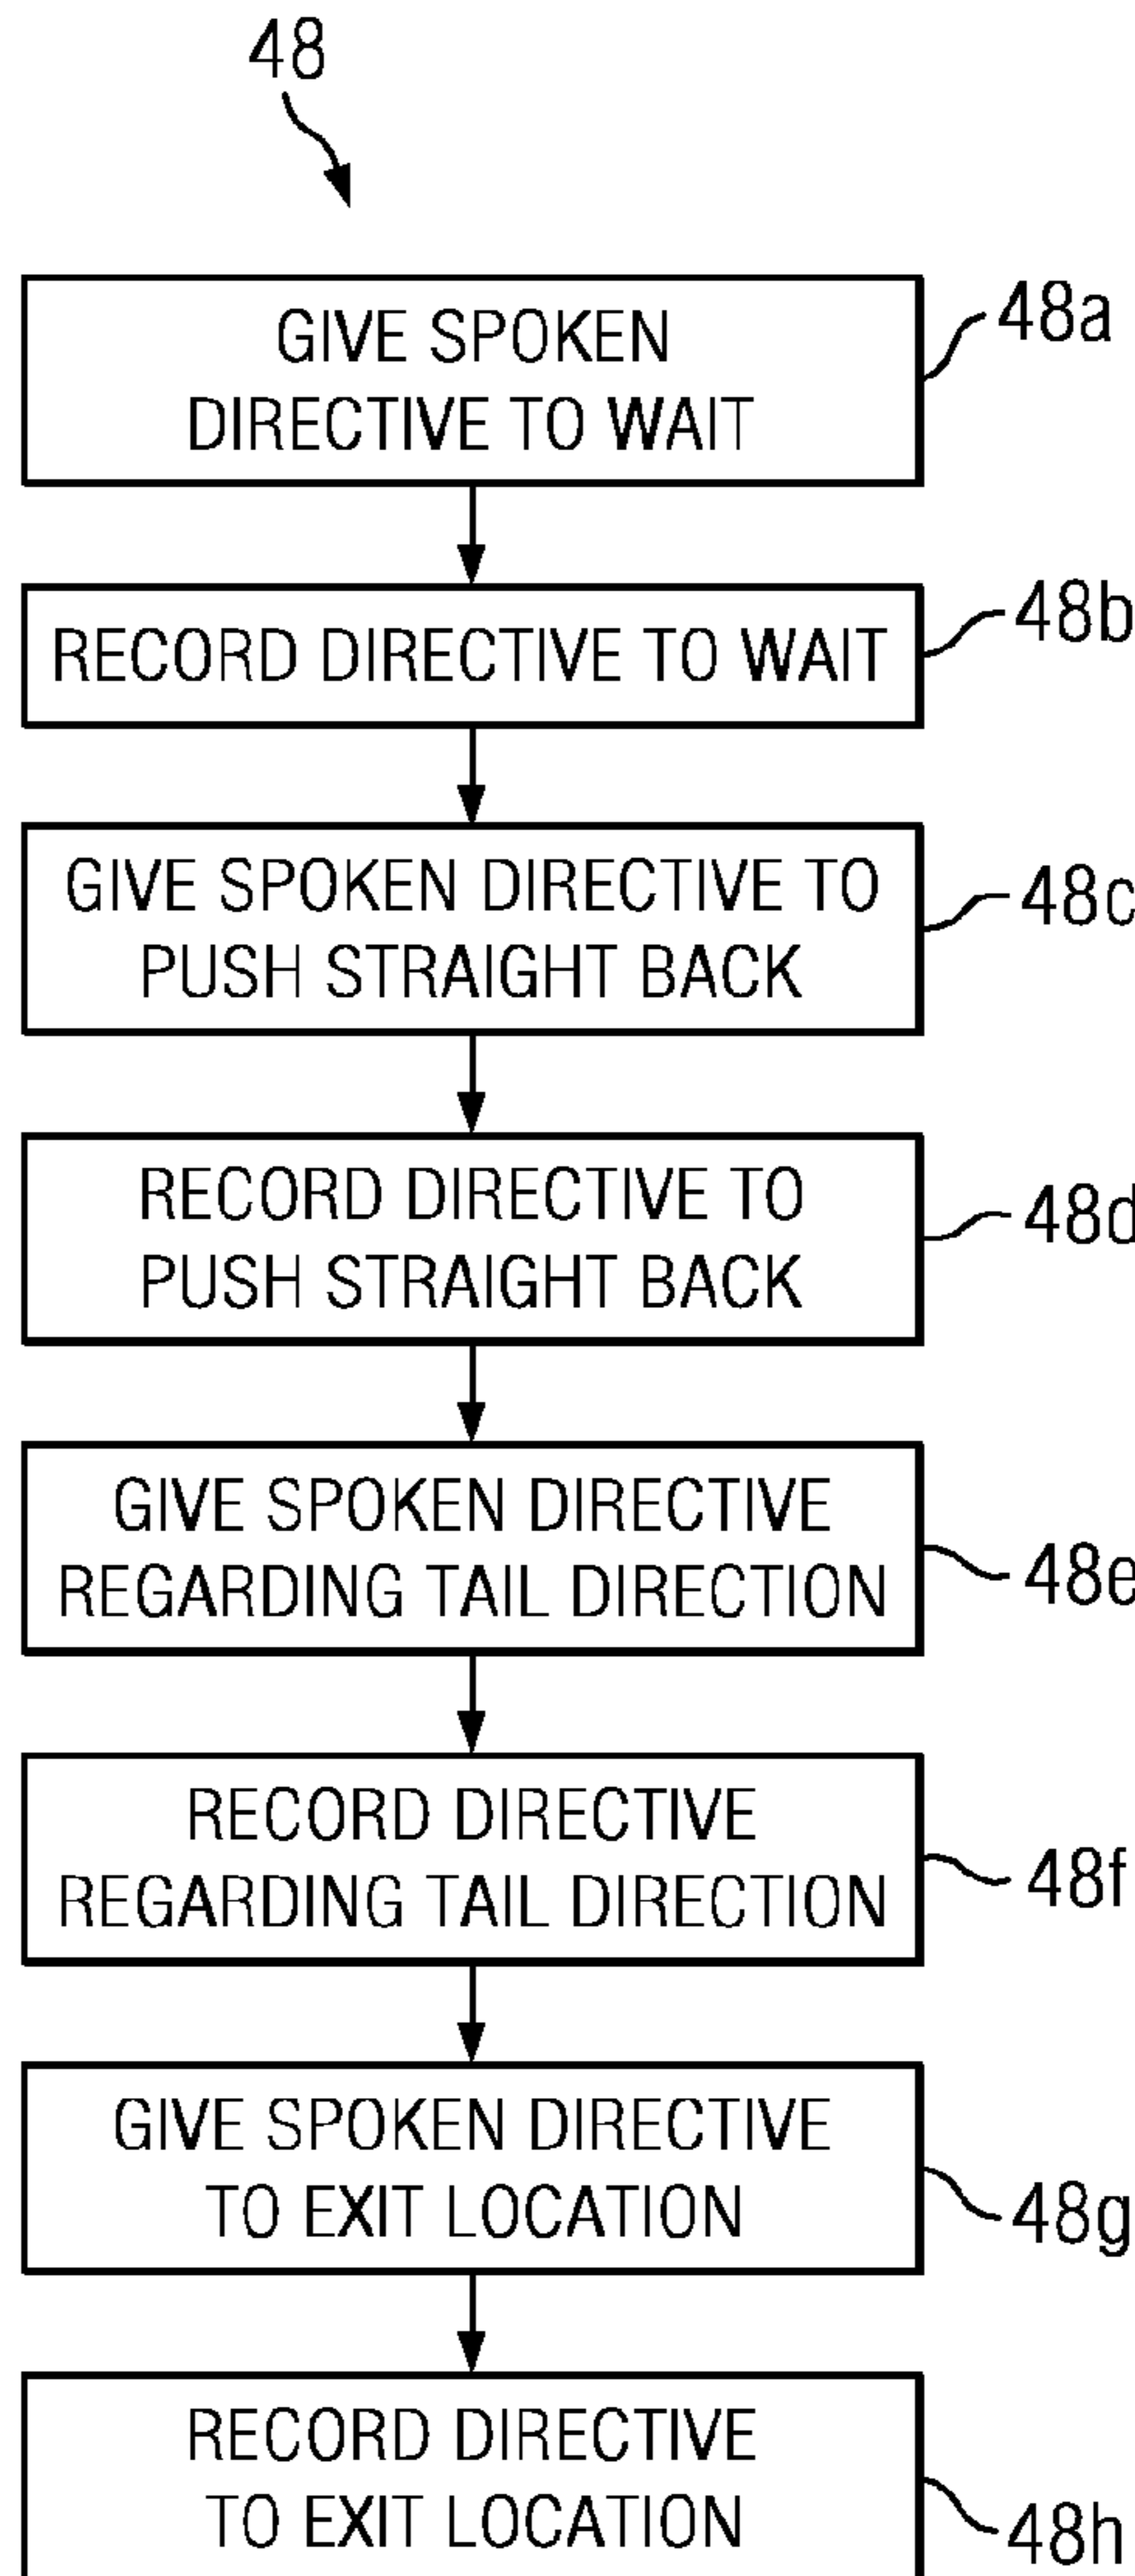 48
GIVE SPOKEN
DIRECTIVE TO WAIT
48a
RECORD DIRECTIVE TO WAIT
48b
GIVE SPOKEN DIRECTIVE TO
PUSH STRAIGHT BACK
48c
RECORD DIRECTIVE TO
PUSH STRAIGHT BACK
48d
GIVE SPOKEN DIRECTIVE
REGARDING TAIL DIRECTION
48e
RECORD DIRECTIVE
REGARDING TAIL DIRECTION
48f
GIVE SPOKEN DIRECTIVE
TO EXIT LOCATION
48g
RECORD DIRECTIVE
TO EXIT LOCATION
48h